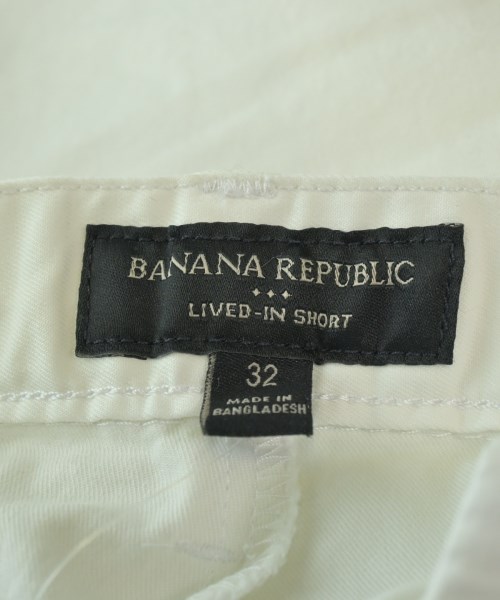 BANANA REPUBLIC
LIVED-IN SHORT
32
MADE IN
BANGLADESH